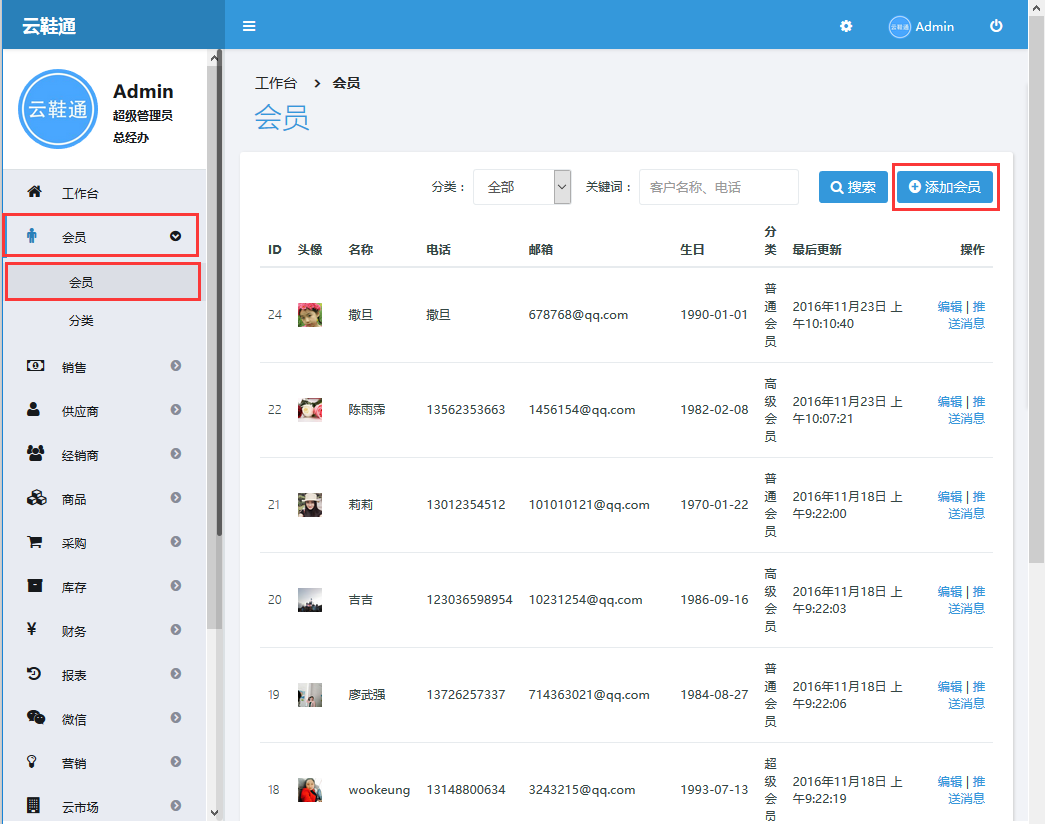 云鞋通
云鞋通 Admin
云鞋通
Admin
超级管理员
总经办
工作台
会员
会员
分类
销售
供应商
经销商
商品
采购
库存
财务
报表
微信
营销
云市场
工作台 > 会员
会员
分类： 全部 关键词： 客户名称、电话 搜索 添加会员
ID 头像 名称 电话 邮箱 生日 分类 最后更新 操作
24 撒旦 撒旦 678768@qq.com 1990-01-01 普通会员 2016年11月23日 上午10:10:40 编辑 | 推送消息
22 陈雨霈 13562353663 1456154@qq.com 1982-02-08 高级会员 2016年11月23日 上午10:07:21 编辑 | 推送消息
21 莉莉 13012354512 101010121@qq.com 1970-01-22 普通会员 2016年11月18日 上午9:22:00 编辑 | 推送消息
20 吉吉 123036598954 10231254@qq.com 1986-09-16 高级会员 2016年11月18日 上午9:22:03 编辑 | 推送消息
19 廖武强 13726257337 714363021@qq.com 1984-08-27 普通会员 2016年11月18日 上午9:22:06 编辑 | 推送消息
18 wookeung 13148800634 3243215@qq.com 1993-07-13 超级会员 2016年11月18日 上午9:22:19 编辑 | 推送消息